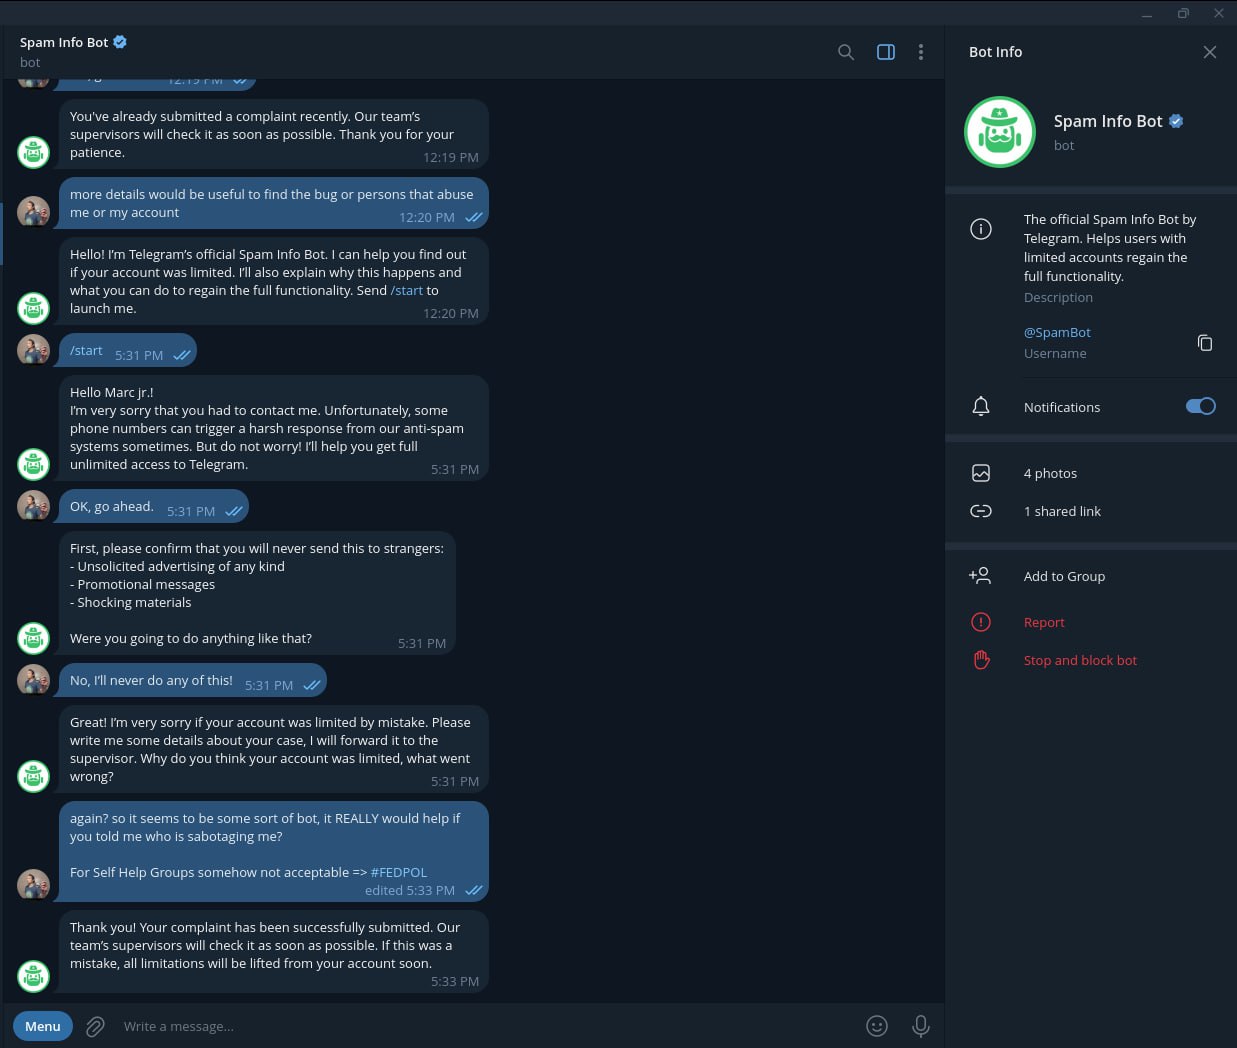 Spam Info Bot
bot
12:19 PM
You've already submitted a complaint recently. Our team's
supervisors will check it as soon as possible. Thank you for your
patience.
12:19 PM
more details would be useful to find the bug or persons that abuse
me or my account
12:20 PM
Hello! I'm Telegram's official Spam Info Bot. I can help you find out
if your account was limited. I'll also explain why this happens and
what you can do to regain the full functionality. Send /start to
launch me.
12:20 PM
/start 5:31 PM
Hello Marc jr.!
I'm very sorry that you had to contact me. Unfortunately, some
phone numbers can trigger a harsh response from our anti-spam
systems sometimes. But do not worry! I'll help you get full
unlimited access to Telegram.
5:31 PM
OK, go ahead. 5:31 PM
First, please confirm that you will never send this to strangers:
- Unsolicited advertising of any kind
- Promotional messages
- Shocking materials
Were you going to do anything like that?
5:31 PM
No, I'll never do any of this! 5:31 PM
Great! I'm very sorry if your account was limited by mistake. Please
write me some details about your case, I will forward it to the
supervisor. Why do you think your account was limited, what went
wrong?
5:31 PM
again? so it seems to be some sort of bot, it REALLY would help if
you told me who is sabotaging me?
For Self Help Groups somehow not acceptable => #FEDPOL
edited 5:33 PM
Thank you! Your complaint has been successfully submitted. Our
team's supervisors will check it as soon as possible. If this was a
mistake, all limitations will be lifted from your account soon.
5:33 PM
Menu
Write a message...
Bot Info
Spam Info Bot
bot
The official Spam Info Bot by
Telegram. Helps users with
limited accounts regain the
full functionality.
Description
@SpamBot
Username
Notifications
4 photos
1 shared link
Add to Group
Report
Stop and block bot